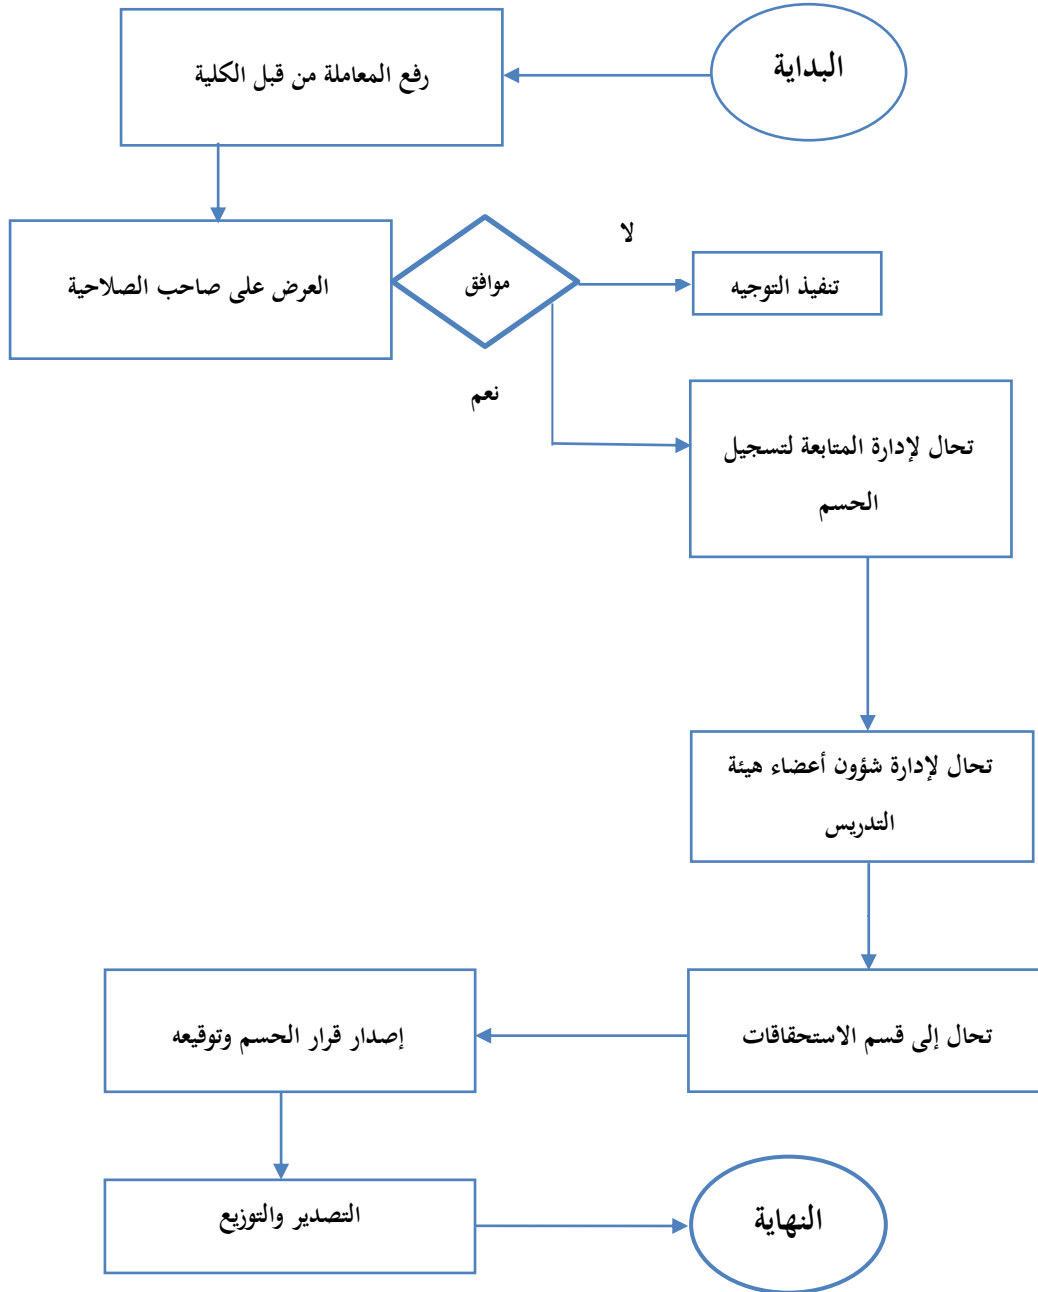 البداية
رفع المعاملة من قبل الكلية
العرض على صاحب الصلاحية
موافق
لا
تنفيذ التوجيه
نعم
تحال لإدارة المتابعة لتسجيل
الحسم
تحال لإدارة شؤون أعضاء هيئة
التدريس
تحال إلى قسم الاستحقاقات
إصدار قرار الحسم وتوقيعه
التصدير والتوزيع
النهاية